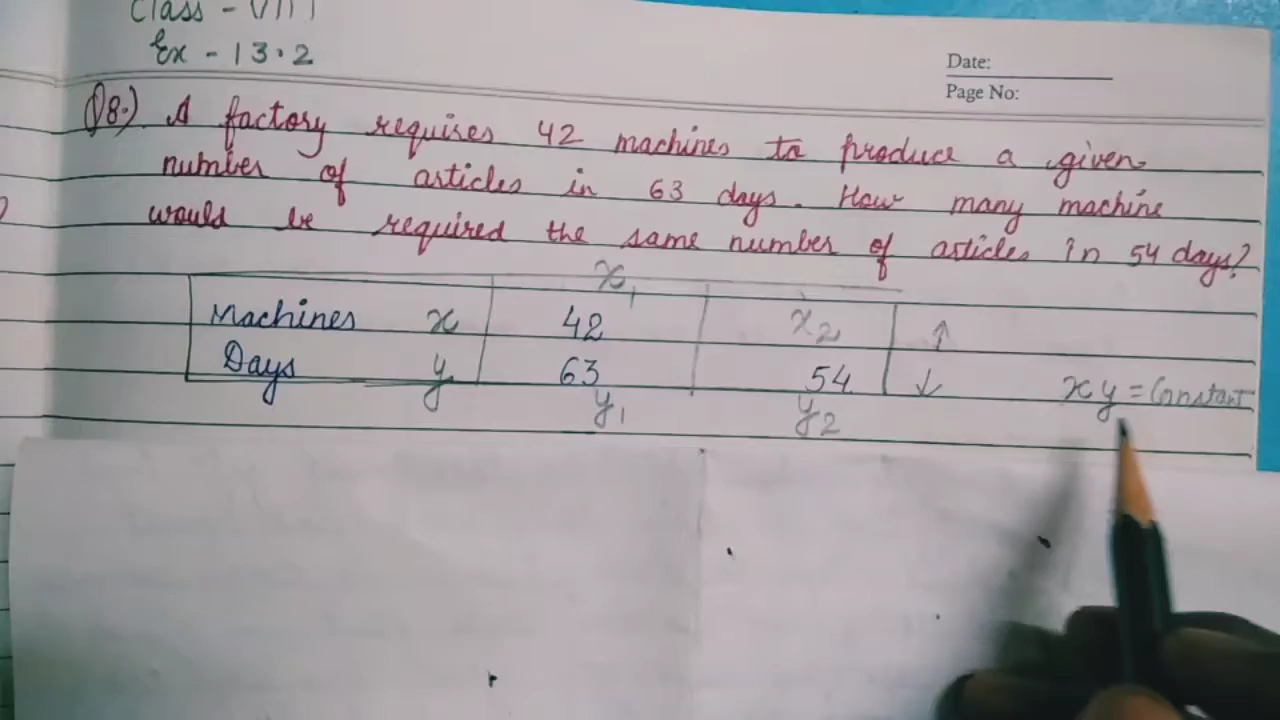 Class - VIII
Ex - 13.2
Date:
Page No:
Q8.) A factory requires 42 machines to produce a given
number of articles in 63 days. How many machine
would be required the same number of articles in 54 days?
x1
Machines x 42 x2 ↑
Days y 63 54 ↓
xy = Constant
y1 y2